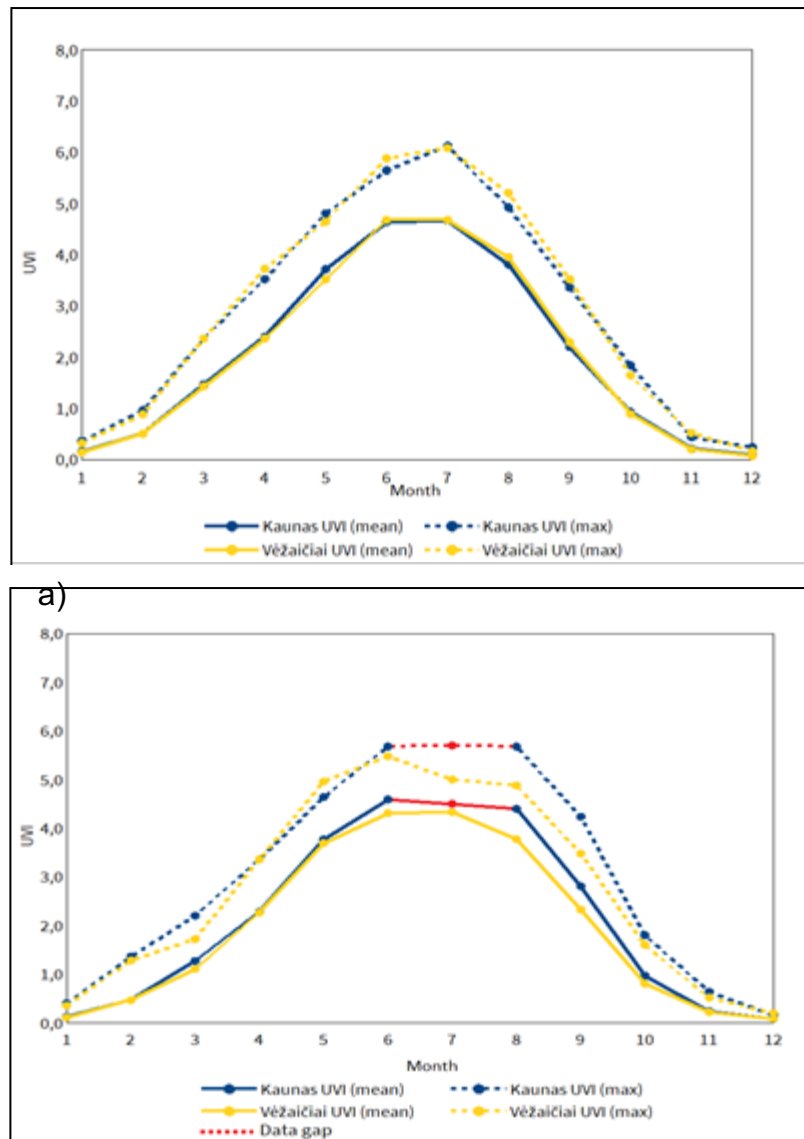 8,0
7,0
6,0
5,0
4,0
3,0
2,0
1,0
0,0
UVI
1 2 3 4 5 6 7 8 9 10 11 12
Month
Kaunas UVI (mean) Kaunas UVI (max)
Vėžaičiai UVI (mean) Vėžaičiai UVI (max)
a)
8,0
7,0
6,0
5,0
4,0
3,0
2,0
1,0
0,0
UVI
1 2 3 4 5 6 7 8 9 10 11 12
Month
Kaunas UVI (mean) Kaunas UVI (max)
Vėžaičiai UVI (mean) Vėžaičiai UVI (max)
Data gap